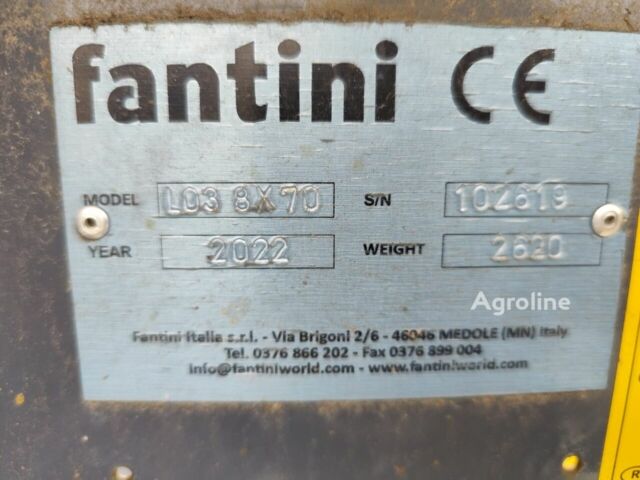 fantini CE
MODEL L03 8X70 S/N 102619
YEAR 2022 WEIGHT 2620
Agroline
Fantini Italia s.r.l. - Via Brigoni 2/6 - 46046 MEDOLE (MN) Italy
Tel. 0376 866 202 - Fax 0376 899 004
info@fantiniworld.com - www.fantiniworld.com
R